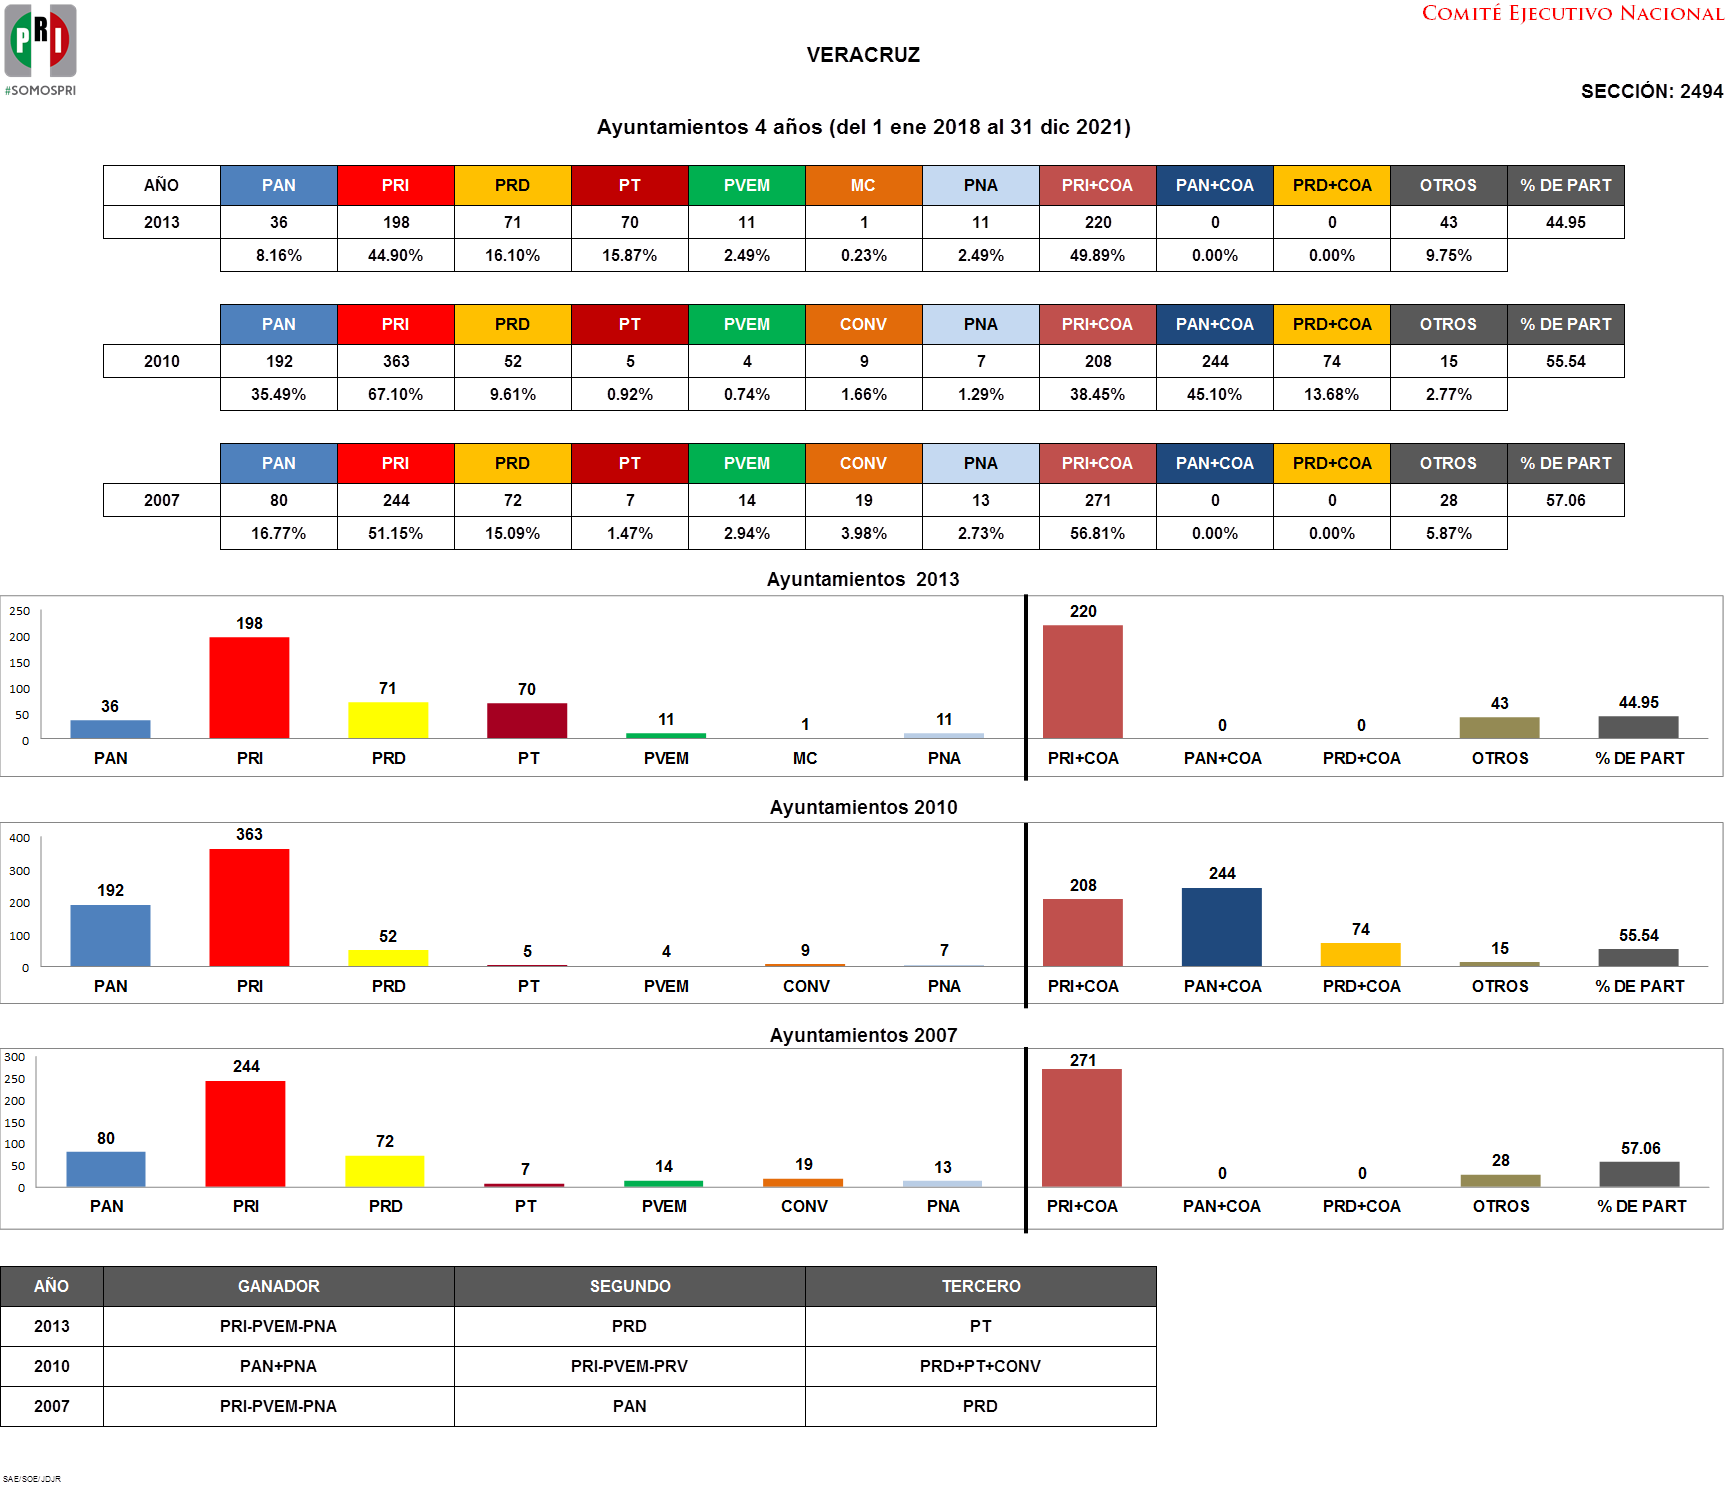 PRI
#SOMOSPRI
COMITÉ EJECUTIVO NACIONAL
VERACRUZ
SECCIÓN: 2494
Ayuntamientos 4 años (del 1 ene 2018 al 31 dic 2021)
AÑO PAN PRI PRD PT PVEM MC PNA PRI+COA PAN+COA PRD+COA OTROS % DE PART
2013 36 198 71 70 11 1 11 220 0 0 43 44.95
8.16% 44.90% 16.10% 15.87% 2.49% 0.23% 2.49% 49.89% 0.00% 0.00% 9.75%
PAN PRI PRD PT PVEM CONV PNA PRI+COA PAN+COA PRD+COA OTROS % DE PART
2010 192 363 52 5 4 9 7 208 244 74 15 55.54
35.49% 67.10% 9.61% 0.92% 0.74% 1.66% 1.29% 38.45% 45.10% 13.68% 2.77%
PAN PRI PRD PT PVEM CONV PNA PRI+COA PAN+COA PRD+COA OTROS % DE PART
2007 80 244 72 7 14 19 13 271 0 0 28 57.06
16.77% 51.15% 15.09% 1.47% 2.94% 3.98% 2.73% 56.81% 0.00% 0.00% 5.87%
Ayuntamientos 2013
250
200
150
100
50
0
36 198 71 70 11 1 11 220 0 0 43 44.95
PAN PRI PRD PT PVEM MC PNA PRI+COA PAN+COA PRD+COA OTROS % DE PART
Ayuntamientos 2010
400
300
200
100
0
192 363 52 5 4 9 7 208 244 74 15 55.54
PAN PRI PRD PT PVEM CONV PNA PRI+COA PAN+COA PRD+COA OTROS % DE PART
Ayuntamientos 2007
300
250
200
150
100
50
0
80 244 72 7 14 19 13 271 0 0 28 57.06
PAN PRI PRD PT PVEM CONV PNA PRI+COA PAN+COA PRD+COA OTROS % DE PART
AÑO GANADOR SEGUNDO TERCERO
2013 PRI-PVEM-PNA PRD PT
2010 PAN+PNA PRI-PVEM-PRV PRD+PT+CONV
2007 PRI-PVEM-PNA PAN PRD
SAE/SOE/JDJR